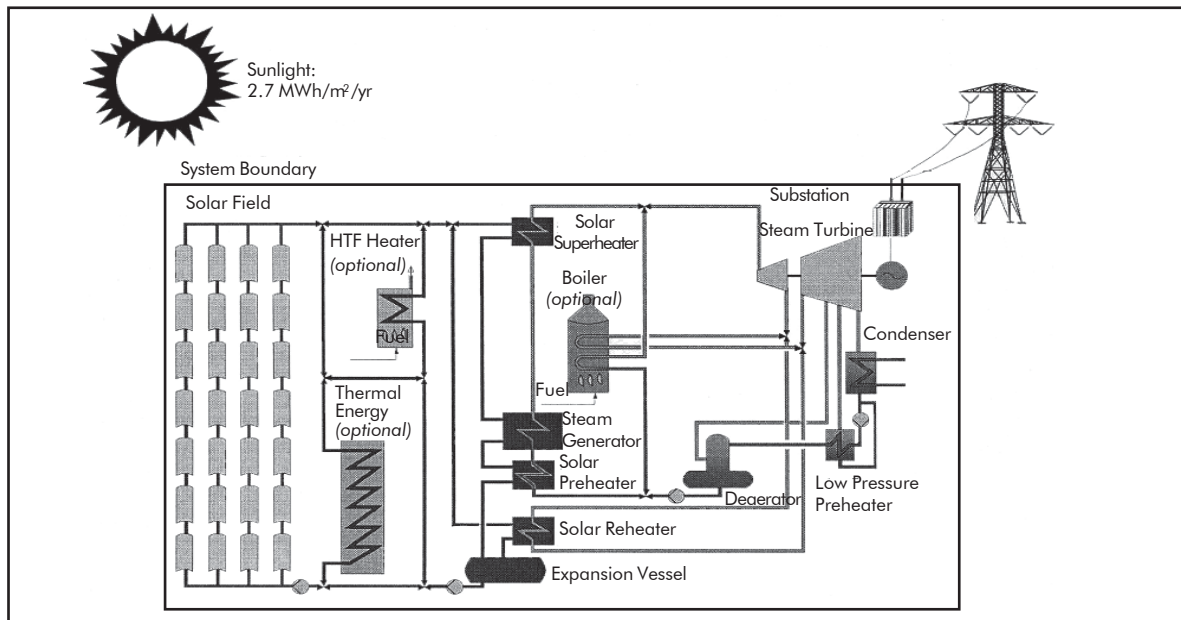 Sunlight:
2.7 MWh/m²/yr
System Boundary
Solar Field
Substation
HTF Heater
(optional)
Fuel
Solar
Superheater
Steam Turbine
Boiler
(optional)
Fuel
Condenser
Thermal
Energy
(optional)
Steam
Generator
Solar
Preheater
Deaerator
Low Pressure
Preheater
Solar Reheater
Expansion Vessel